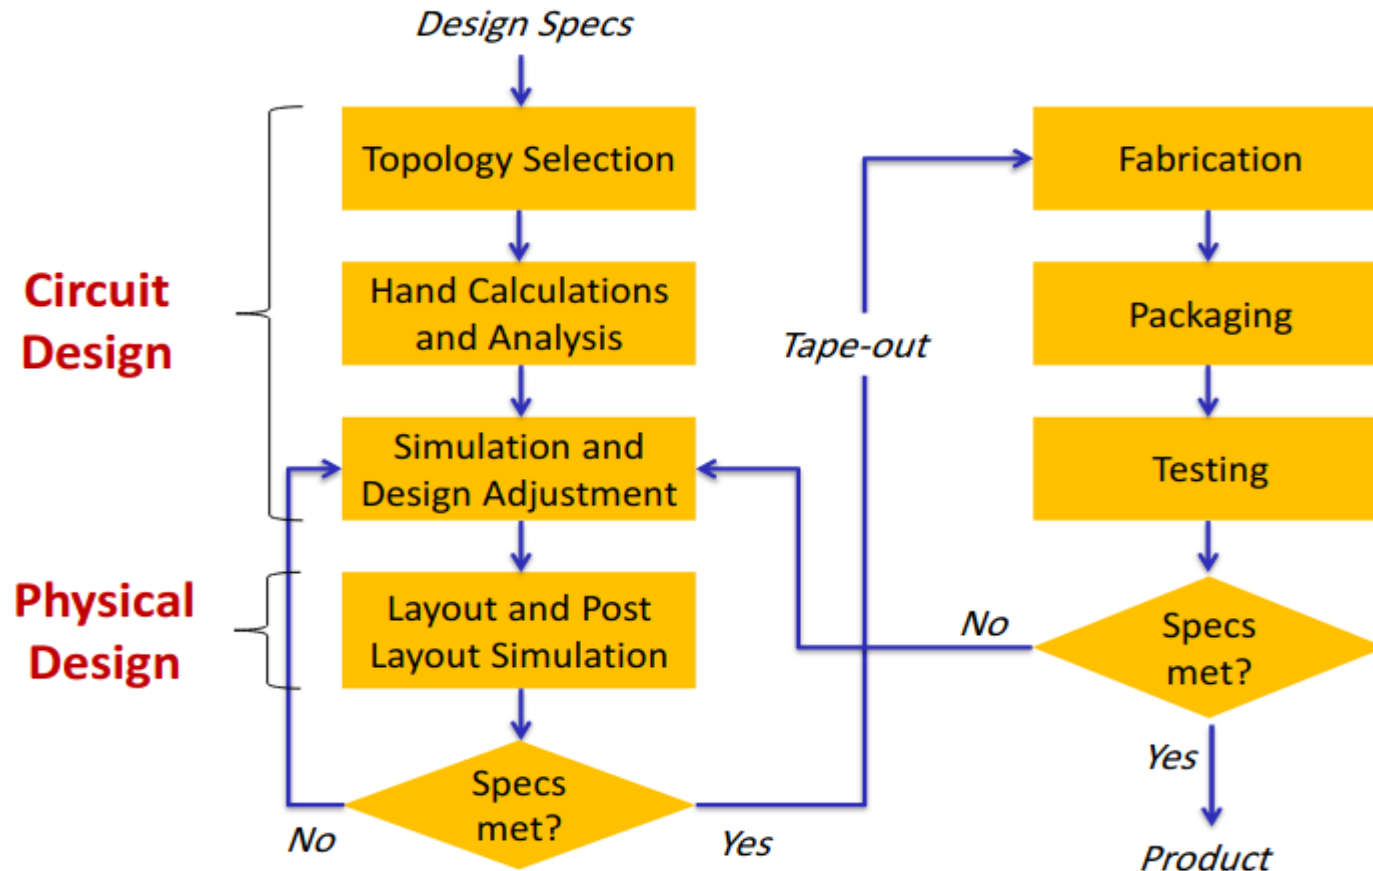 Design Specs
Topology Selection
Circuit
Design
Hand Calculations
and Analysis
Simulation and
Design Adjustment
Physical
Design
Layout and Post
Layout Simulation
Specs
met?
No
Yes
Tape-out
Fabrication
Packaging
Testing
Specs
met?
No
Yes
Product